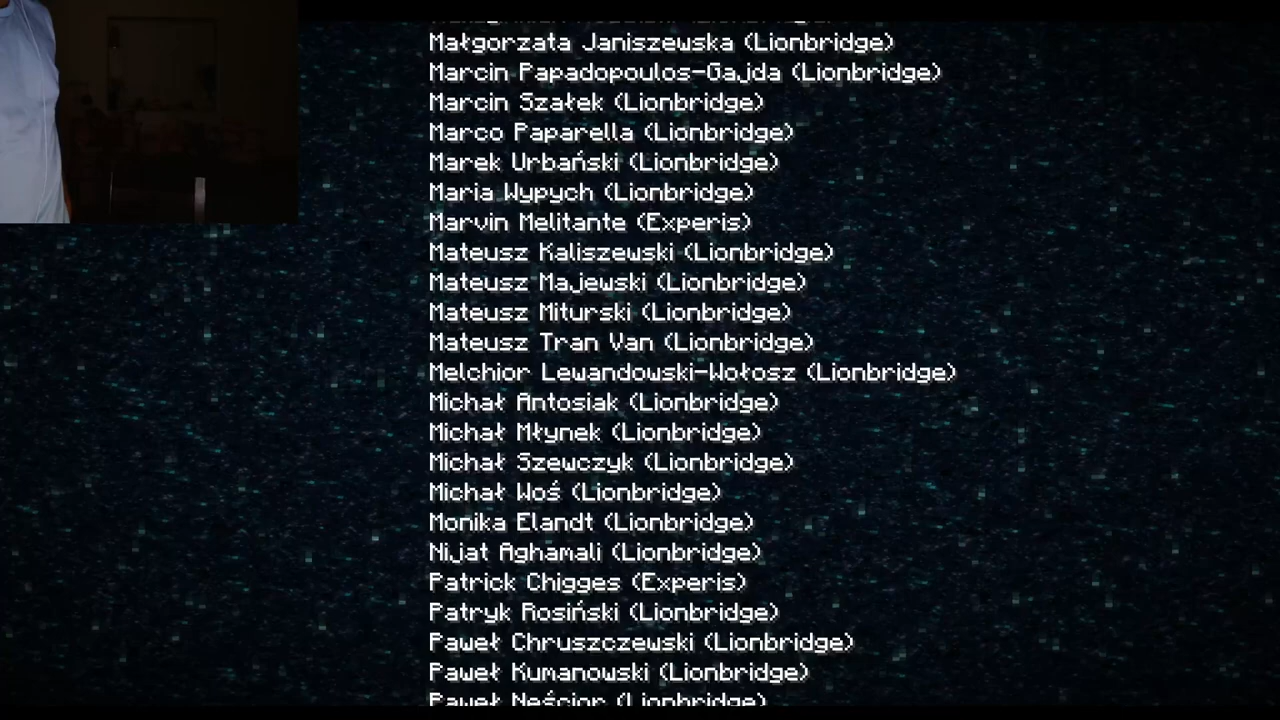 Małgorzata Janiszewska (Lionbridge)
Marcin Papadopoulos-Gajda (Lionbridge)
Marcin Szałek (Lionbridge)
Marco Paparella (Lionbridge)
Marek Urbański (Lionbridge)
Maria Wypych (Lionbridge)
Marvin Melitante (Experis)
Mateusz Kaliszewski (Lionbridge)
Mateusz Majewski (Lionbridge)
Mateusz Miturski (Lionbridge)
Mateusz Tran Van (Lionbridge)
Melchior Lewandowski-Wołosz (Lionbridge)
Michał Antosiak (Lionbridge)
Michał Młynek (Lionbridge)
Michał Szewczyk (Lionbridge)
Michał Woś (Lionbridge)
Monika Elandt (Lionbridge)
Nijat Aghamali (Lionbridge)
Patrick Chigges (Experis)
Patryk Rosiński (Lionbridge)
Paweł Chruszczewski (Lionbridge)
Paweł Kumanowski (Lionbridge)
Paweł Neścior (Lionbridge)